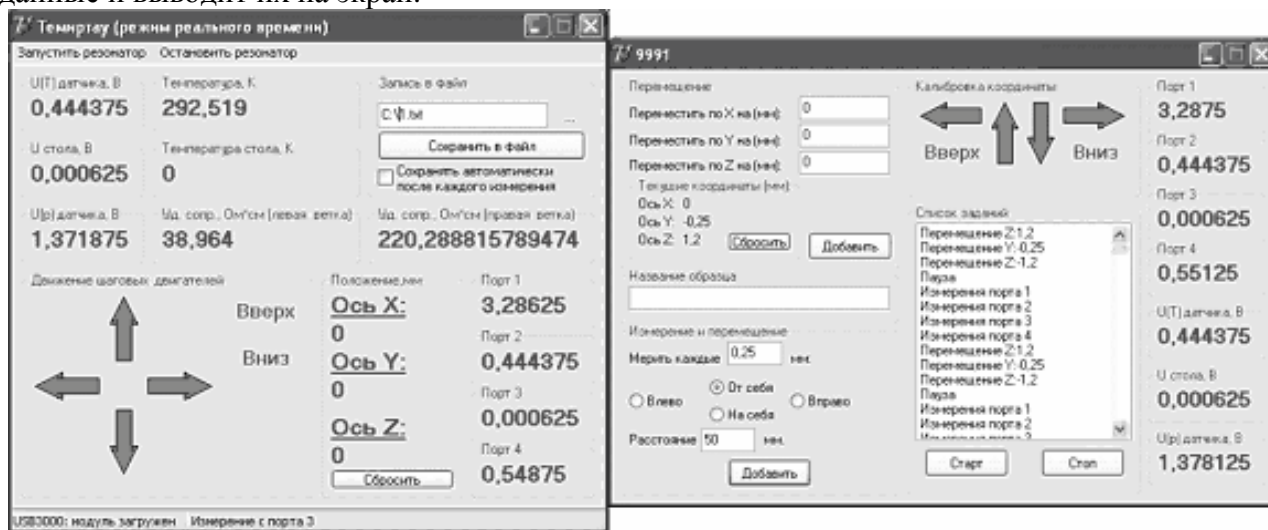 данные и выводит их на экран.
Темиртау (режим реального времени)
Запустить резонатор Остановить резонатор
U(T) датчика, В
0,444375
Температура, К
292,519
Запись в файл
C:\1.txt
...
Сохранить в файл
Сохранять автоматически
после каждого измерения
U стола, В
0,000625
Температура стола, К
0
U(p) датчика, В
1,371875
Уд. сопр., Ом*см (левая ветка)
38,964
Уд. сопр., Ом*см (правая ветка)
220,288815789474
Движение шаговых двигателей
Вверх
Вниз
Положение, мм
Ось X:
0
Ось Y:
0
Ось Z:
0
Сбросить
Порт 1
3,28625
Порт 2
0,444375
Порт 3
0,000625
Порт 4
0,54875
USB3000: модуль загружен Измерение с порта 3
9991
Перемещение
Переместить по X на (мм): 0
Переместить по Y на (мм): 0
Переместить по Z на (мм): 0
Текущие координаты (мм)
Ось X: 0
Ось Y: -0,25
Ось Z: 1,2
Сбросить
Добавить
Название образца
Измерение и перемещение
Мерить каждые 0,25 мм.
От себя
Влево
Вправо
На себя
Расстояние 50 мм.
Добавить
Калибровка координаты
Вверх
Вниз
Список заданий
Перемещение Z:1,2
Перемещение Y:-0,25
Перемещение Z:-1,2
Пауза
Измерения порта 1
Измерения порта 2
Измерения порта 3
Измерения порта 4
Перемещение Z:1,2
Перемещение Y:-0,25
Перемещение Z:-1,2
Пауза
Измерения порта 1
Измерения порта 2
Измерения порта 3
Старт
Стоп
Порт 1
3,2875
Порт 2
0,444375
Порт 3
0,000625
Порт 4
0,55125
U(T) датчика, В
0,444375
U стола, В
0,000625
U(p) датчика, В
1,378125